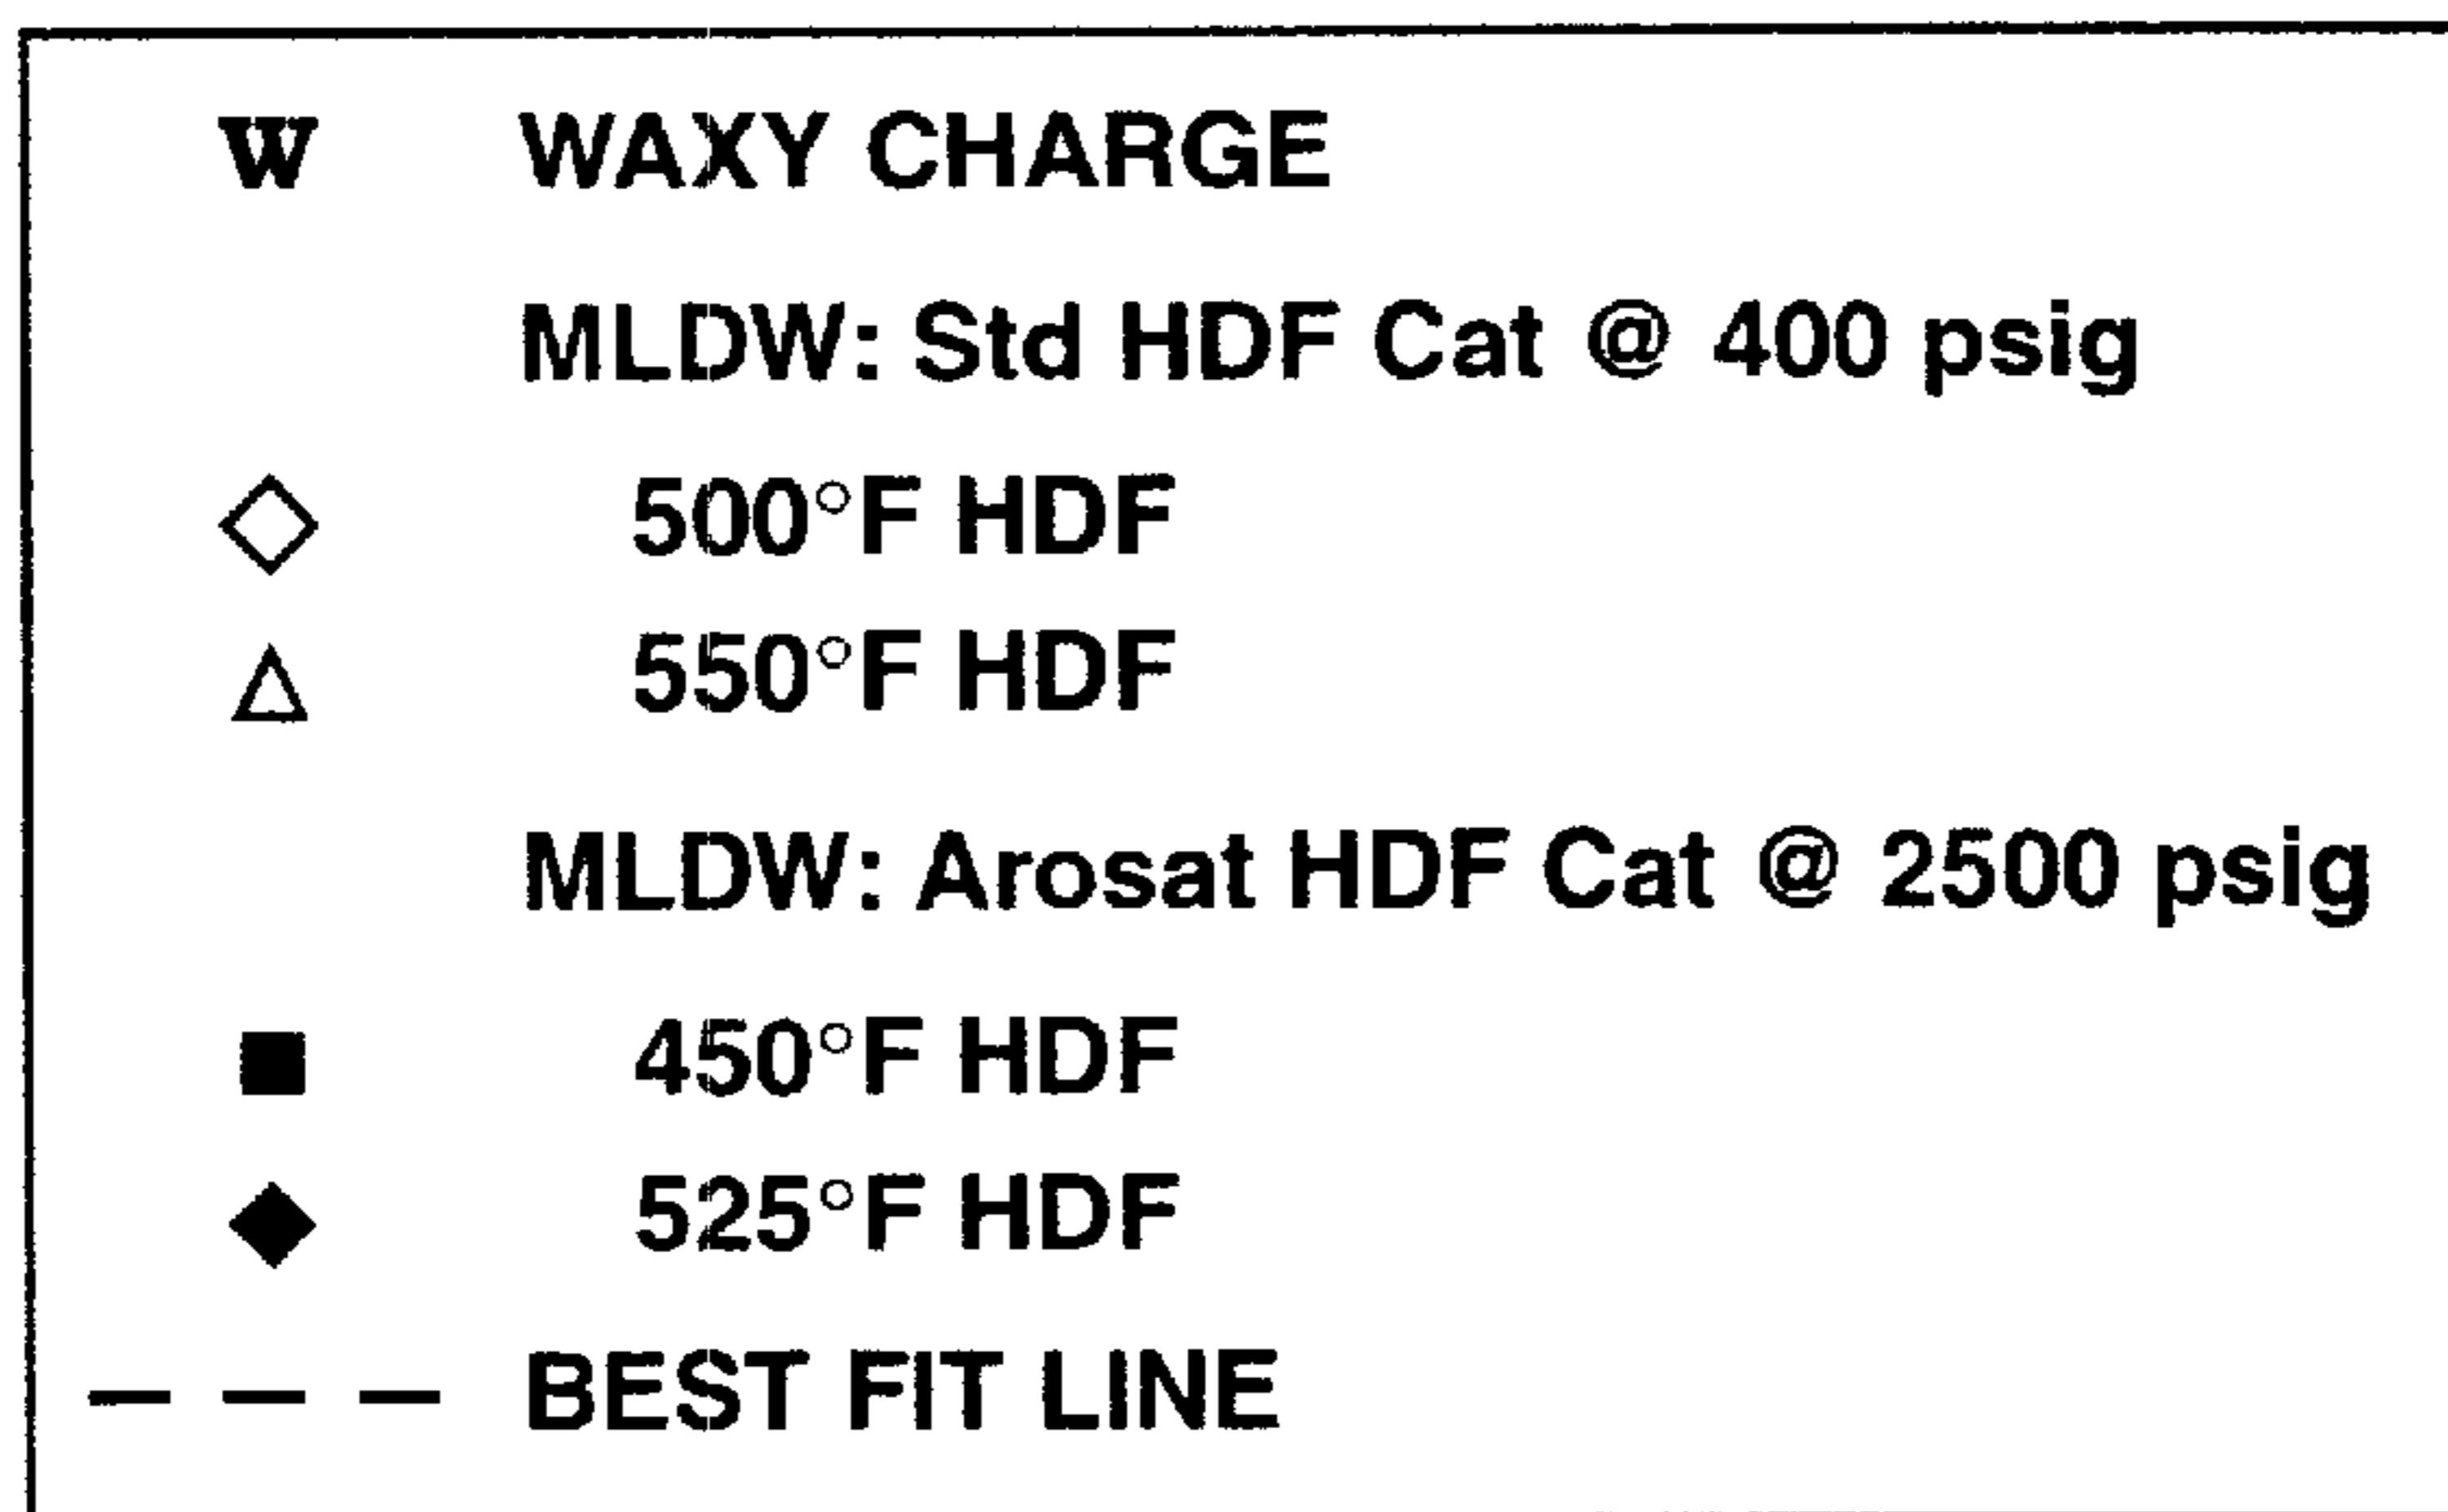 W WAXY CHARGE
MLDW: Std HDF Cat @ 400 psig
500°F HDF
550°F HDF
MLDW: Arosat HDF Cat @ 2500 psig
450°F HDF
525°F HDF
BEST FIT LINE